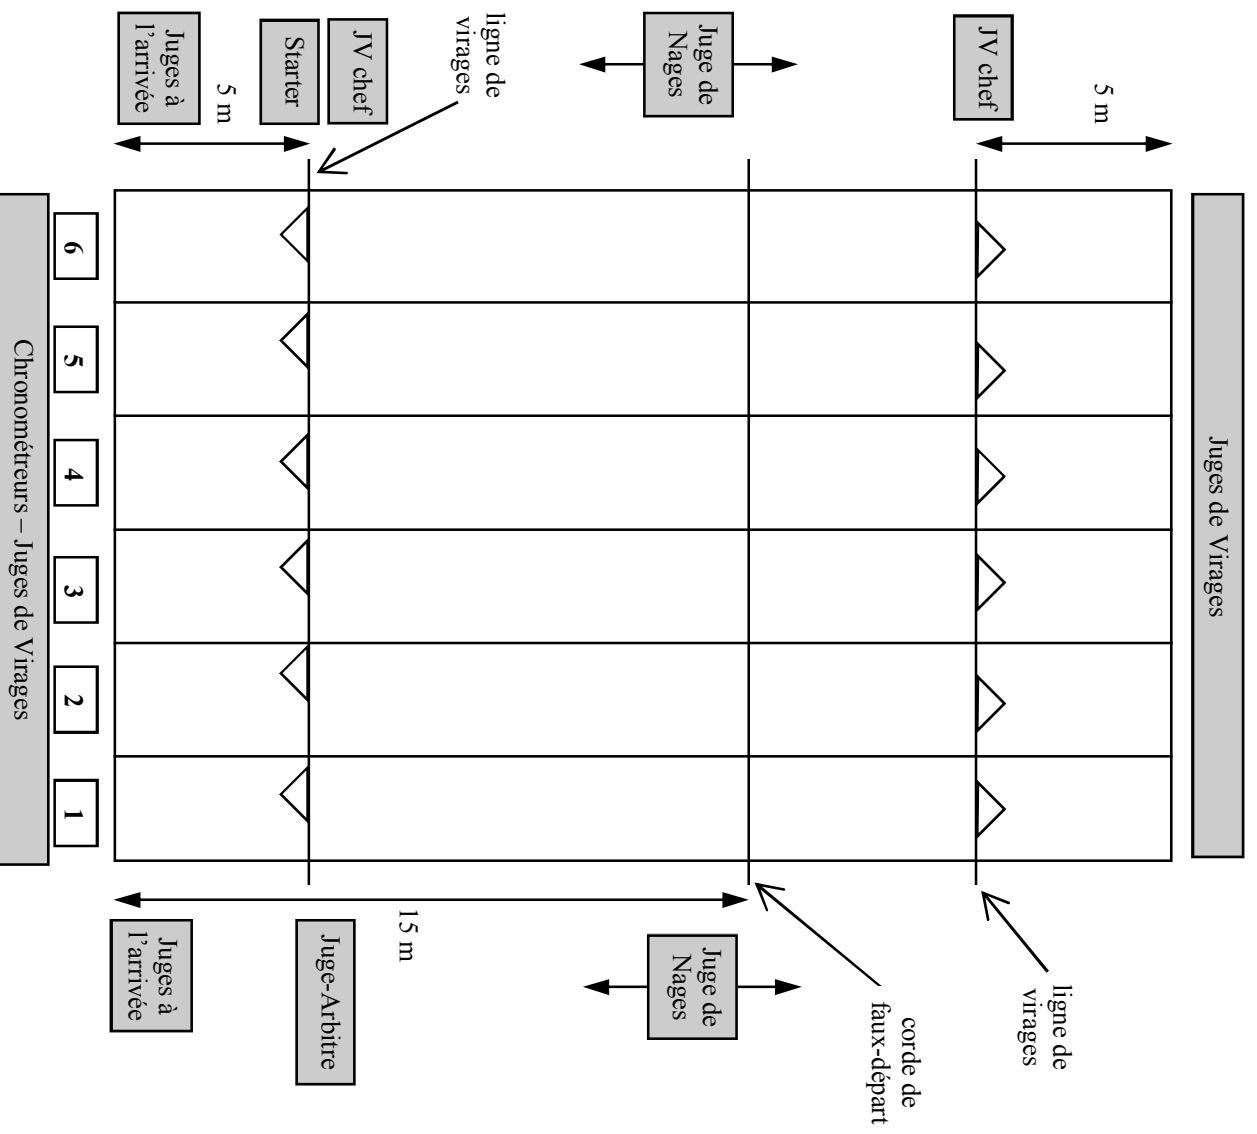 Juges de Virages
5 m
ligne de
virages
JV chef
corde de
faux-départ
Juge de
Nages
Juge de
Nages
ligne de
virages
15 m
JV chef
Juge-Arbitre
Starter
5 m
Juges à
l'arrivée
Juges à
l'arrivée
6 5 4 3 2 1
Chronométreurs – Juges de Virages